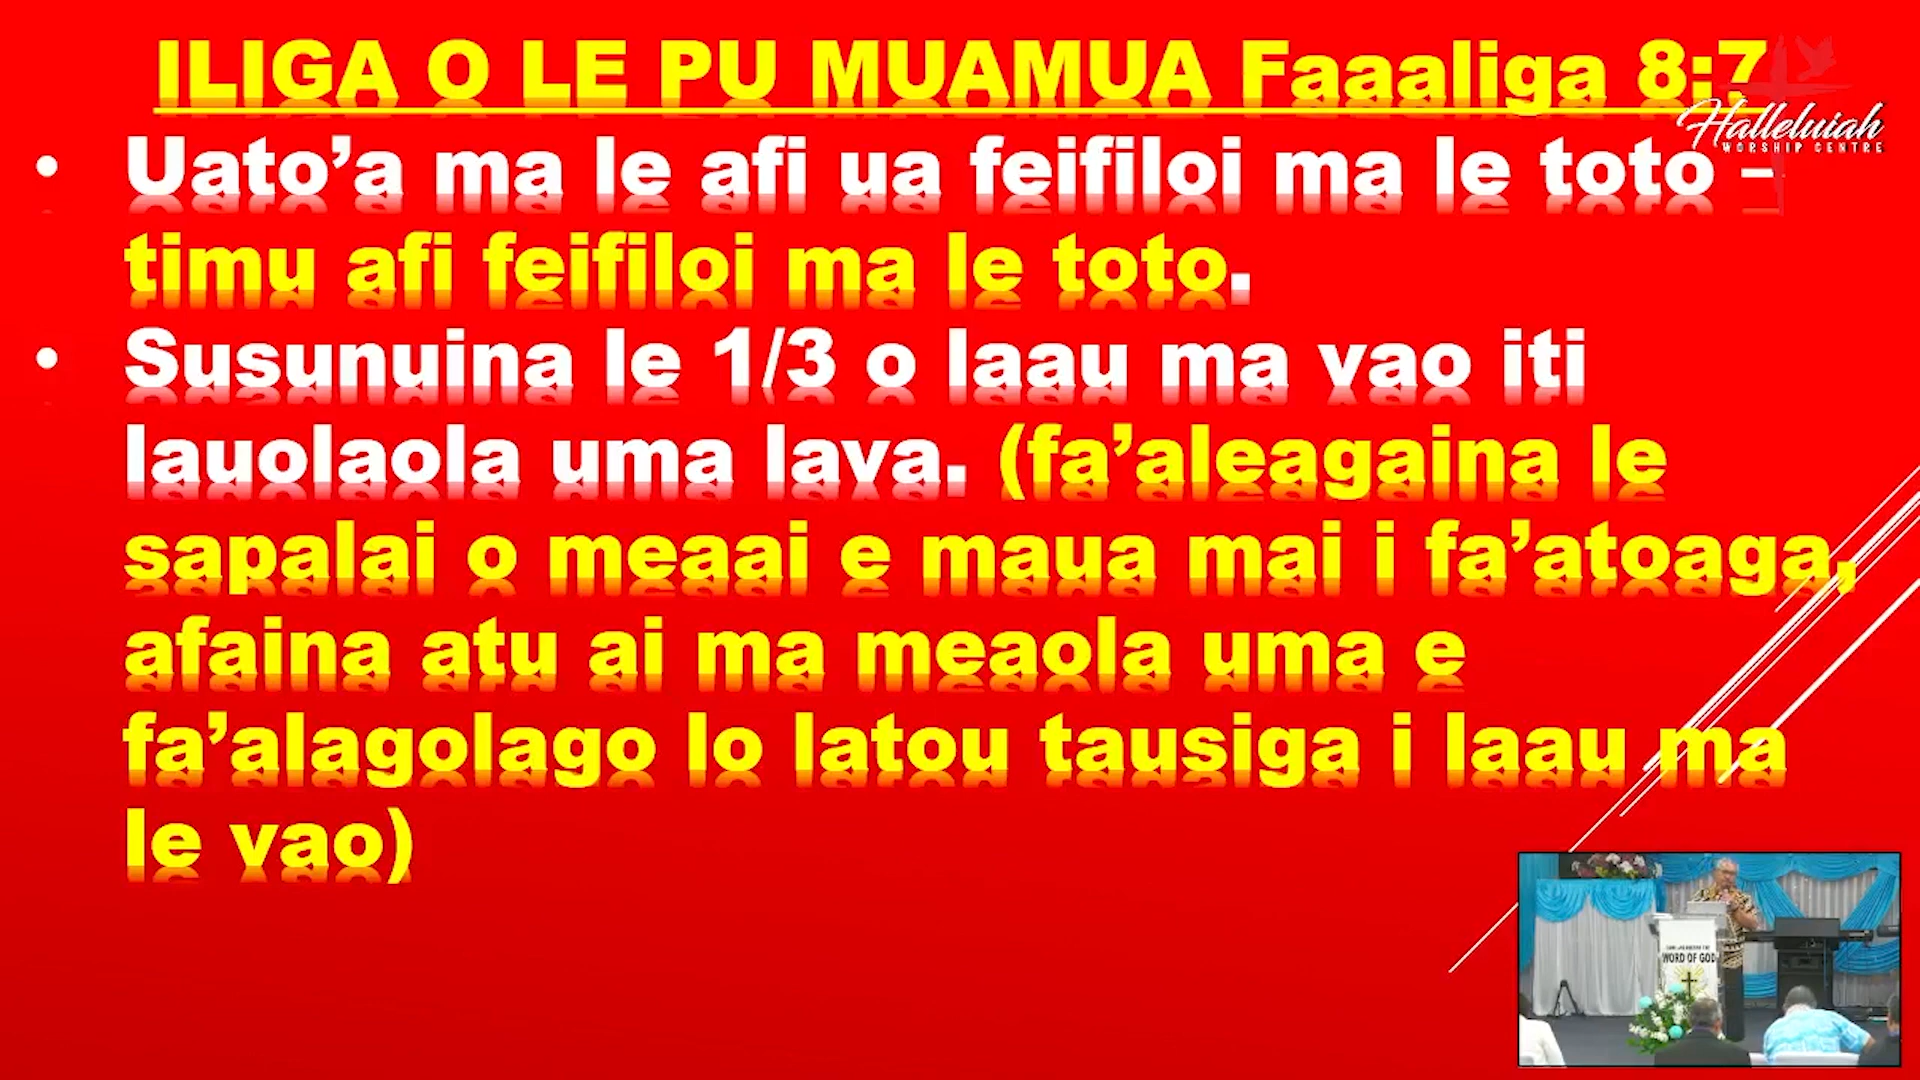 ILIGA O LE PU MUAMUA Faaaliga 8:7
Halleluiah
WORSHIP CENTRE
• Uato’a ma le afi ua feifiloi ma le toto –
timu afi feifiloi ma le toto.
• Susunuina le 1/3 o laau ma vao iti
lauolaola uma lava. (fa’aleagaina le
sapalai o meaai e maua mai i fa’atoaga,
afaina atu ai ma meaola uma e
fa’alagolago lo latou tausiga i laau ma
le vao)
WORD OF GOD